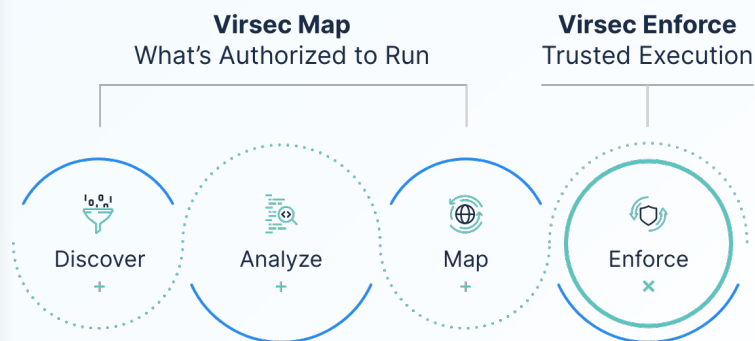 Virsec Map
What's Authorized to Run
Virsec Enforce
Trusted Execution
Discover
+
Analyze
+
Map
+
Enforce
×